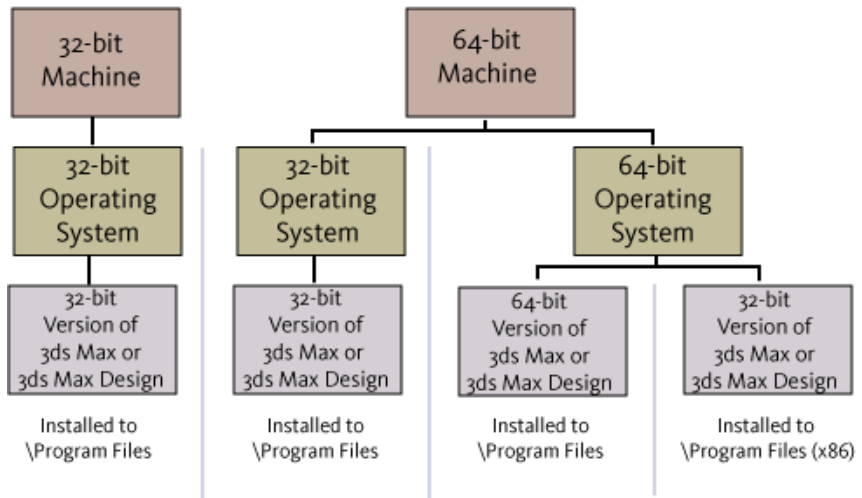 32-bit
Machine
64-bit
Machine
32-bit
Operating
System
32-bit
Operating
System
64-bit
Operating
System
32-bit
Version of
3ds Max or
3ds Max Design
32-bit
Version of
3ds Max or
3ds Max Design
64-bit
Version of
3ds Max or
3ds Max Design
32-bit
Version of
3ds Max or
3ds Max Design
Installed to
\Program Files
Installed to
\Program Files
Installed to
\Program Files
Installed to
\Program Files (x86)